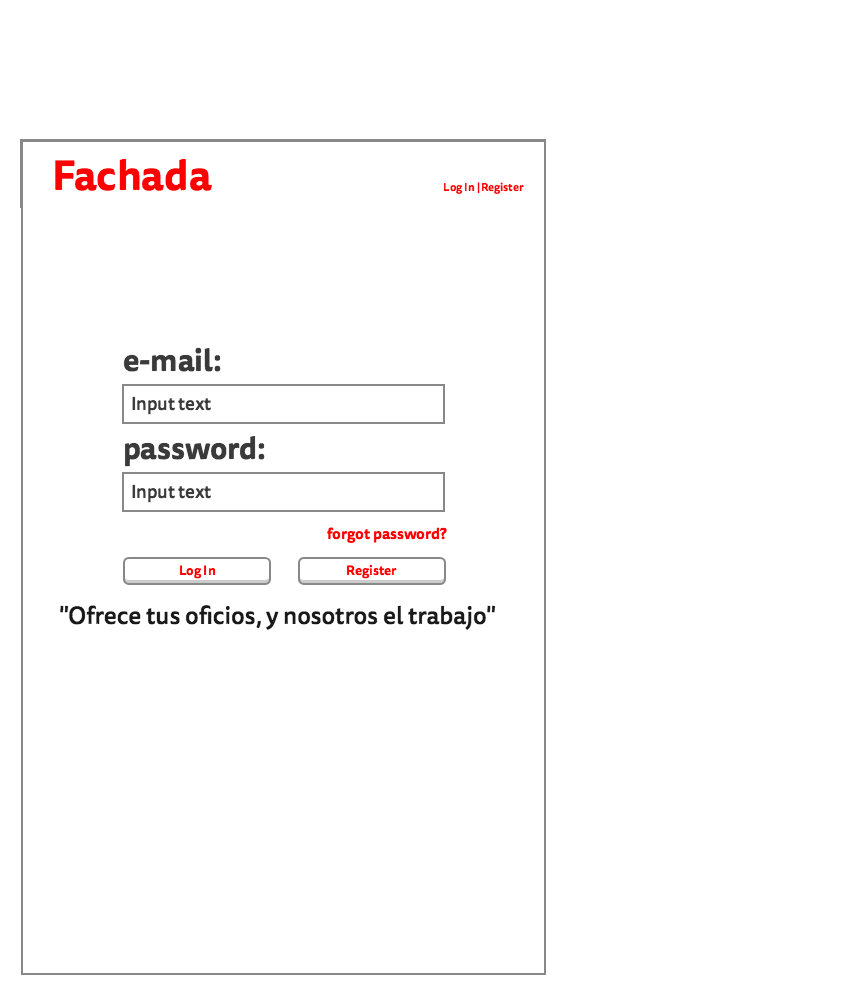 Fachada
Log In |Register
e-mail:
Input text
password:
Input text
forgot password?
Log In
Register
"Ofrece tus oficios, y nosotros el trabajo"